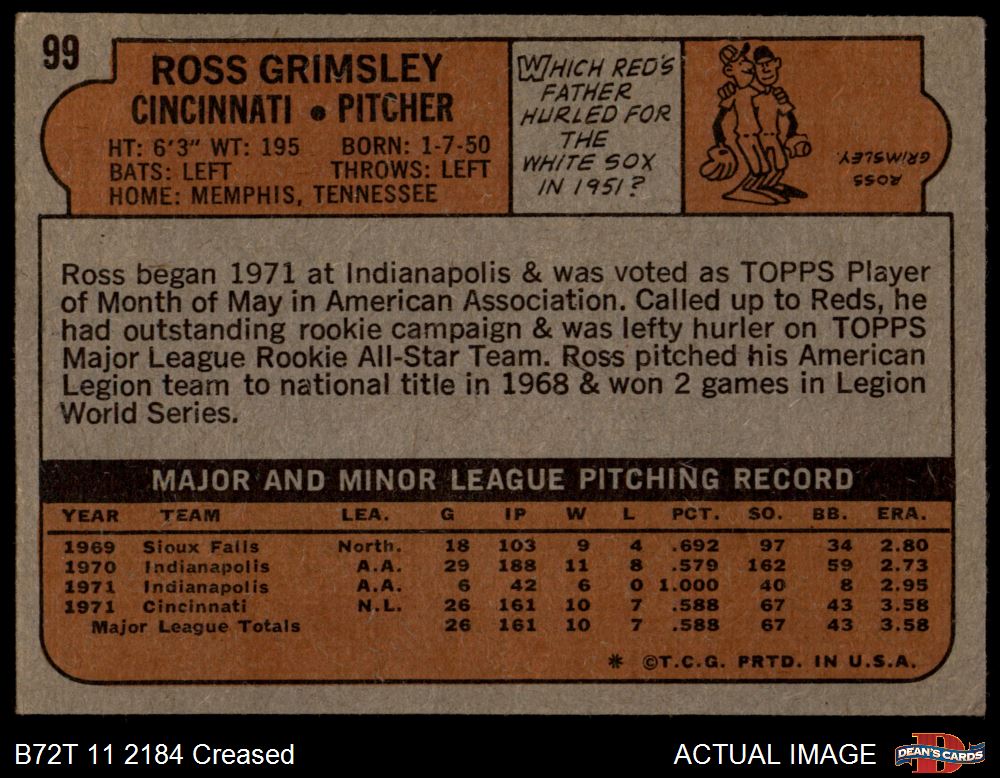 99
ROSS GRIMSLEY
CINCINNATI • PITCHER
HT: 6'3" WT: 195 BORN: 1-7-50
BATS: LEFT THROWS: LEFT
HOME: MEMPHIS, TENNESSEE
WHICH RED'S
FATHER
HURLED FOR
THE
WHITE SOX
IN 1951?
ROSS
GRIMSLEY.
Ross began 1971 at Indianapolis & was voted as TOPPS Player
of Month of May in American Association. Called up to Reds, he
had outstanding rookie campaign & was lefty hurler on TOPPS
Major League Rookie All-Star Team. Ross pitched his American
Legion team to national title in 1968 & won 2 games in Legion
World Series.
MAJOR AND MINOR LEAGUE PITCHING RECORD
YEAR TEAM LEA. G IP W L PCT. SO. BB. ERA.
1969 Sioux Falls North. 18 103 9 4 .692 97 34 2.80
1970 Indianapolis A.A. 29 188 11 8 .579 162 59 2.73
1971 Indianapolis A.A. 6 42 6 0 1.000 40 8 2.95
1971 Cincinnati N.L. 26 161 10 7 .588 67 43 3.58
Major League Totals 26 161 10 7 .588 67 43 3.58
* ©T.C.G. PRTD. IN U.S.A.
B72T 11 2184 Creased ACTUAL IMAGE
DEAN'S CARDS